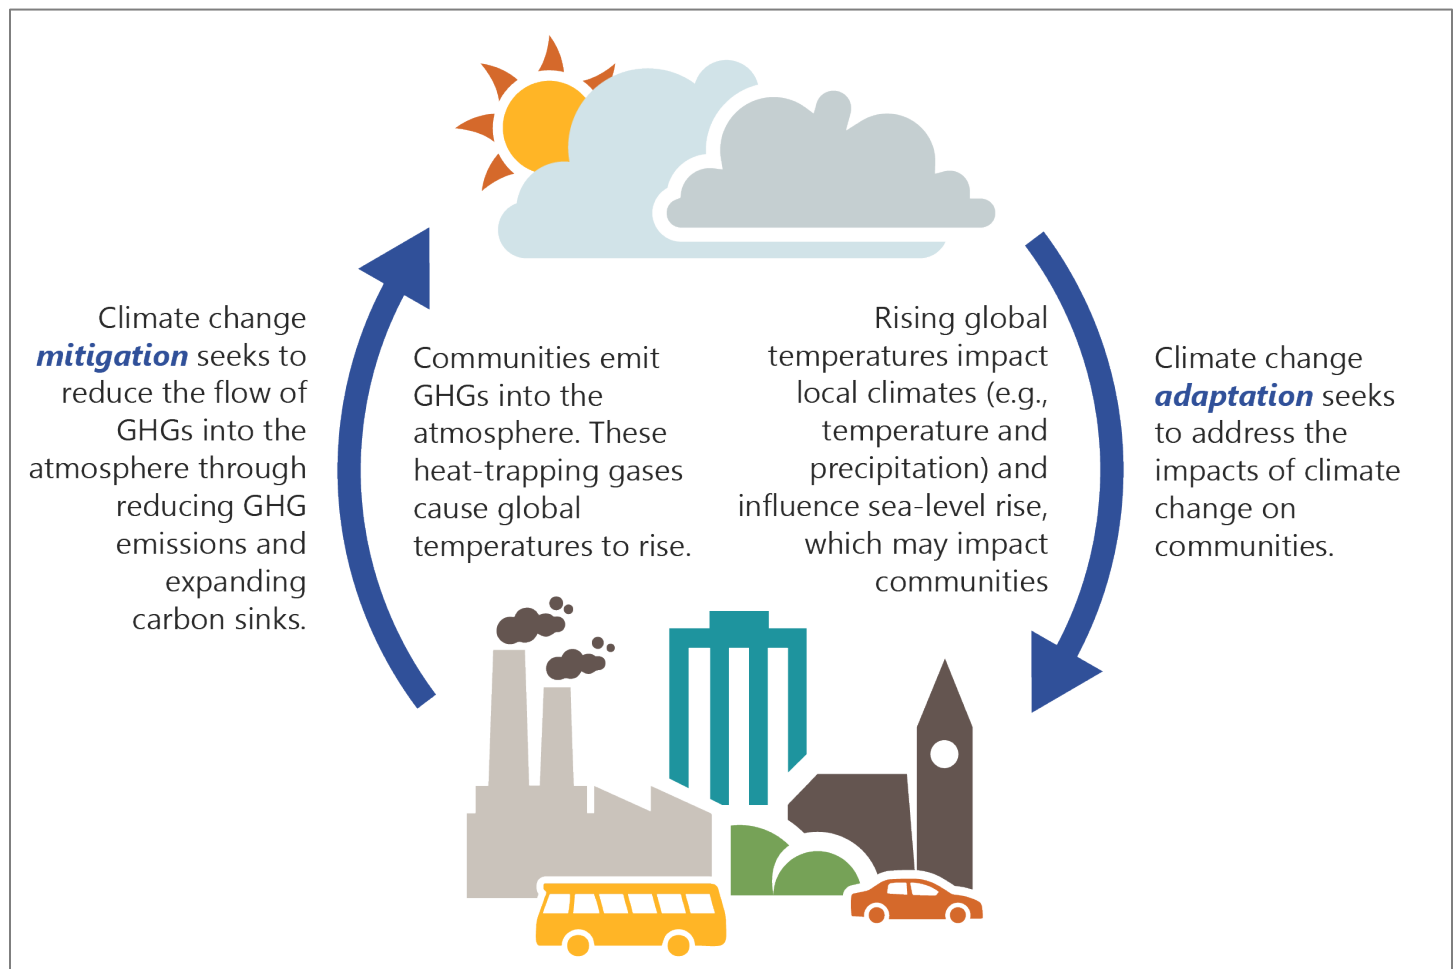 Climate change
mitigation seeks to
reduce the flow of
GHGs into the
atmosphere through
reducing GHG
emissions and
expanding
carbon sinks.
Communities emit
GHGs into the
atmosphere. These
heat-trapping gases
cause global
temperatures to rise.
Rising global
temperatures impact
local climates (e.g.,
temperature and
precipitation) and
influence sea-level rise,
which may impact
communities
Climate change
adaptation seeks
to address the
impacts of climate
change on
communities.